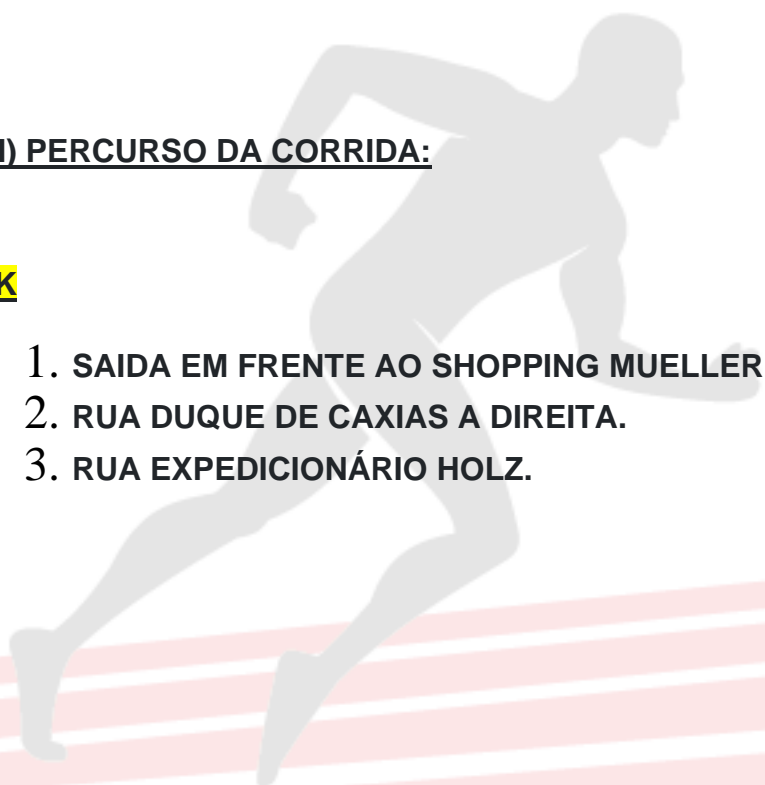 ) PERCURSO DA CORRIDA:
K
1. SAIDA EM FRENTE AO SHOPPING MUELLER
2. RUA DUQUE DE CAXIAS A DIREITA.
3. RUA EXPEDICIONÁRIO HOLZ.